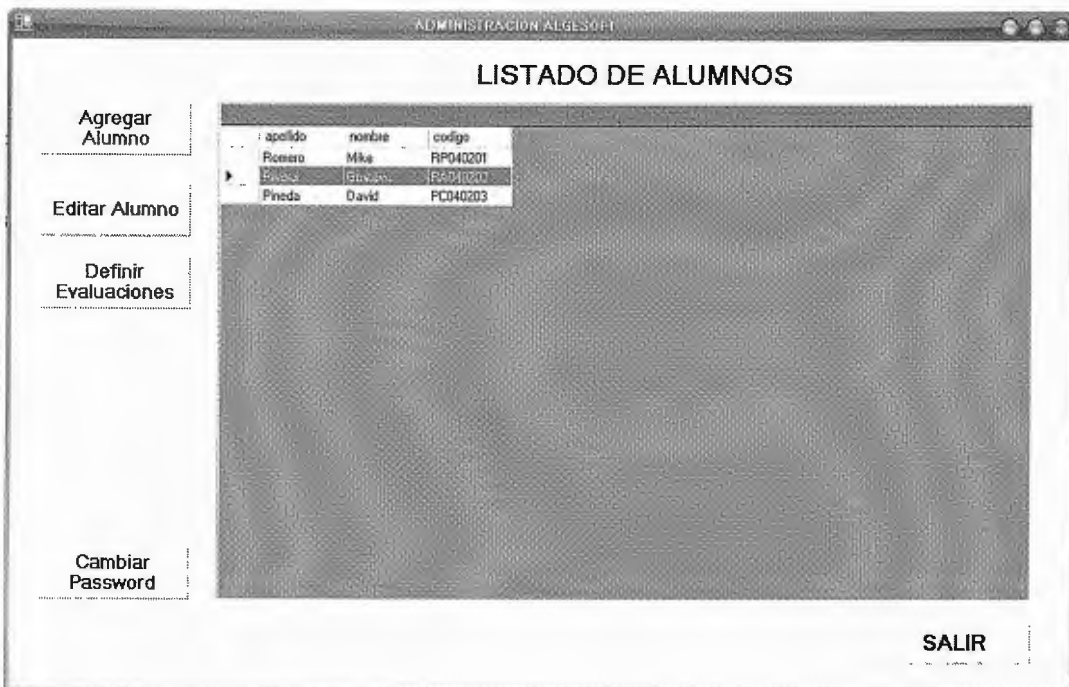 ADMINISTRACION ALGESOFT
LISTADO DE ALUMNOS
Agregar
Alumno
Editar Alumno
Definir
Evaluaciones
Cambiar
Password
apellido nombre codigo
Romero Mike RP040201
Pineda David PC040203
SALIR